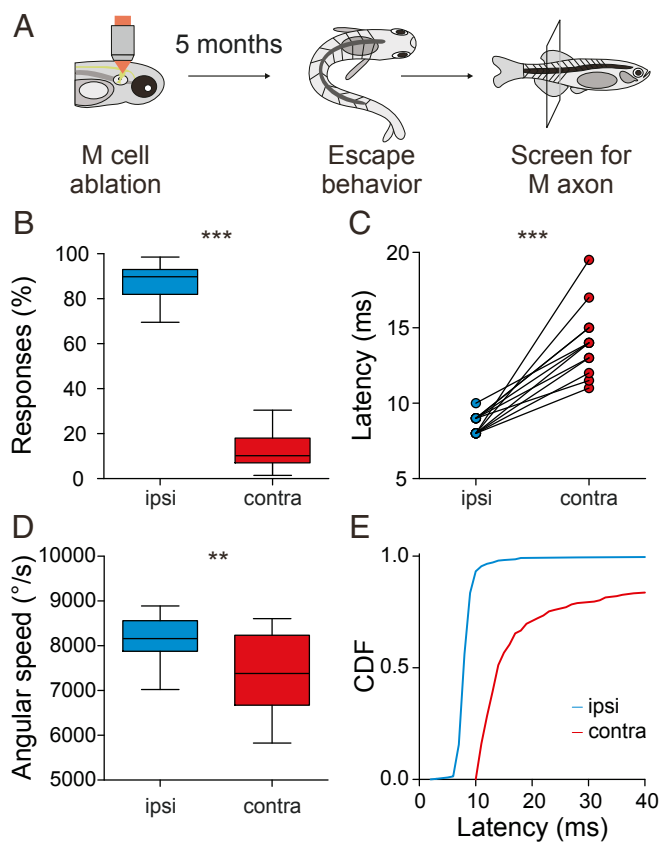 A
5 months
M cell
ablation
Escape
behavior
Screen for
M axon
B
***
Responses (%)
100
80
60
40
20
0
ipsi
contra
C
***
Latency (ms)
20
15
10
5
ipsi
contra
D
**
Angular speed (°/s)
10000
9000
8000
7000
6000
5000
ipsi
contra
E
CDF
1.0
0.5
0.0
ipsi
contra
0
10
20
30
40
Latency (ms)